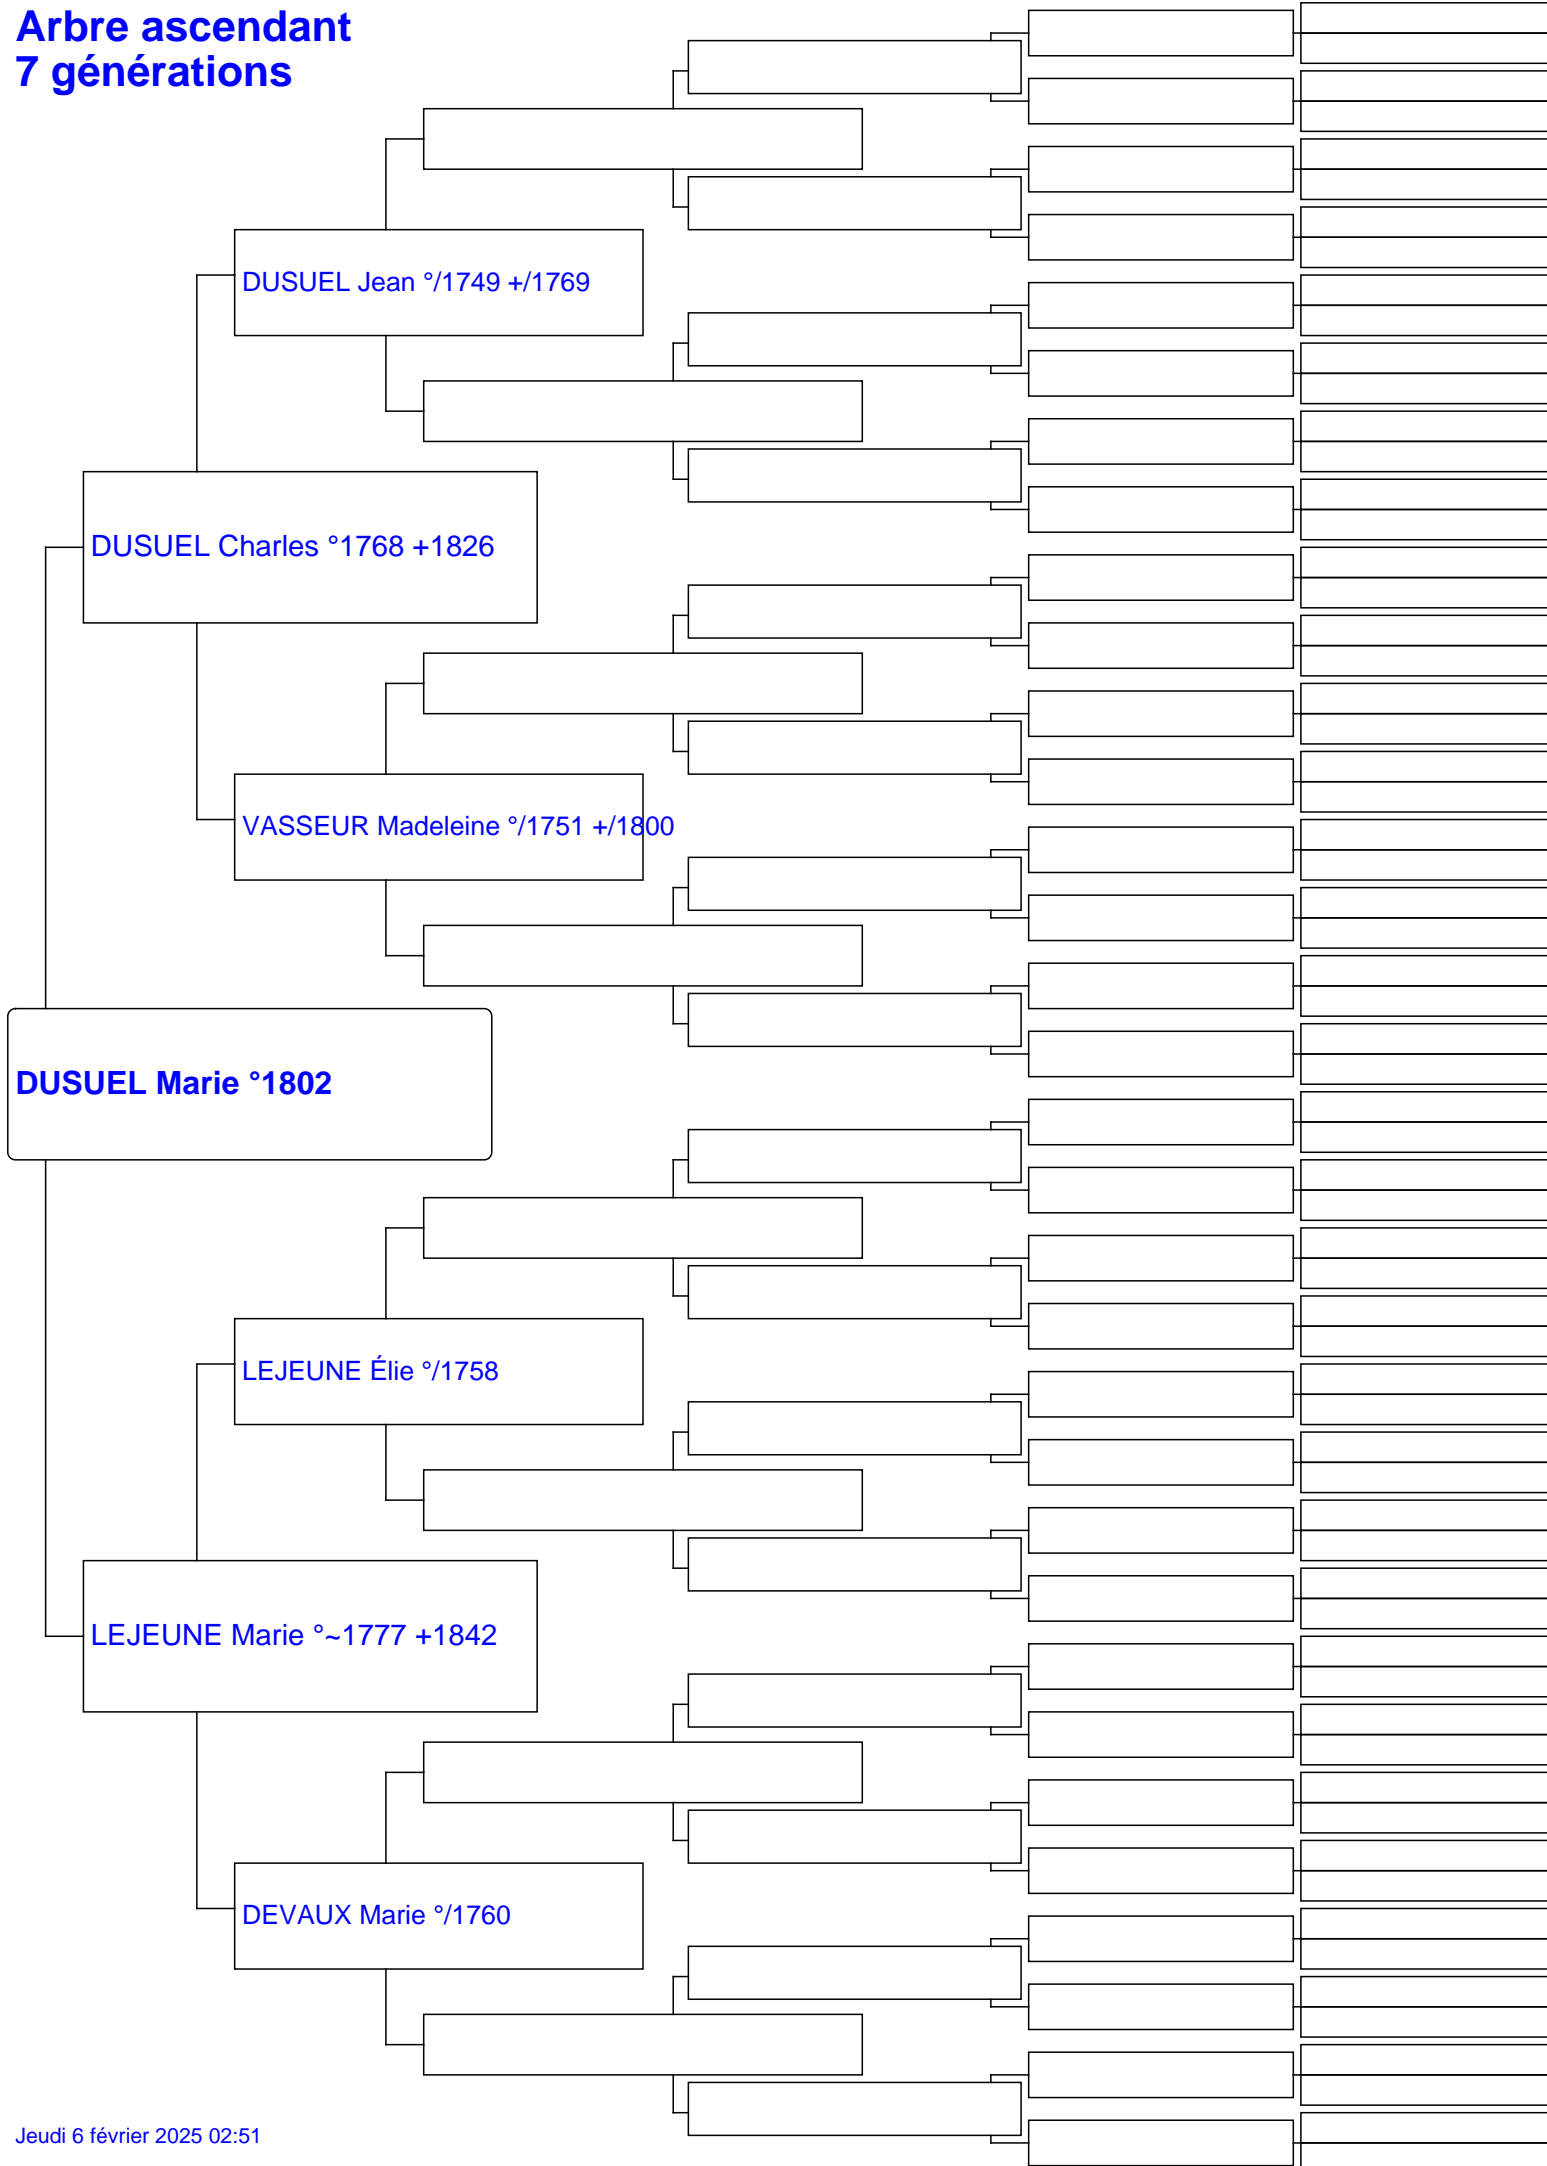 Arbre ascendant
7 générations
DUSUEL Jean °/1749 +/1769
DUSUEL Charles °1768 +1826
VASSEUR Madeleine °/1751 +/1800
DUSUEL Marie °1802
LEJEUNE Élie °/1758
LEJEUNE Marie °~1777 +1842
DEVAUX Marie °/1760
Jeudi 6 février 2025 02:51